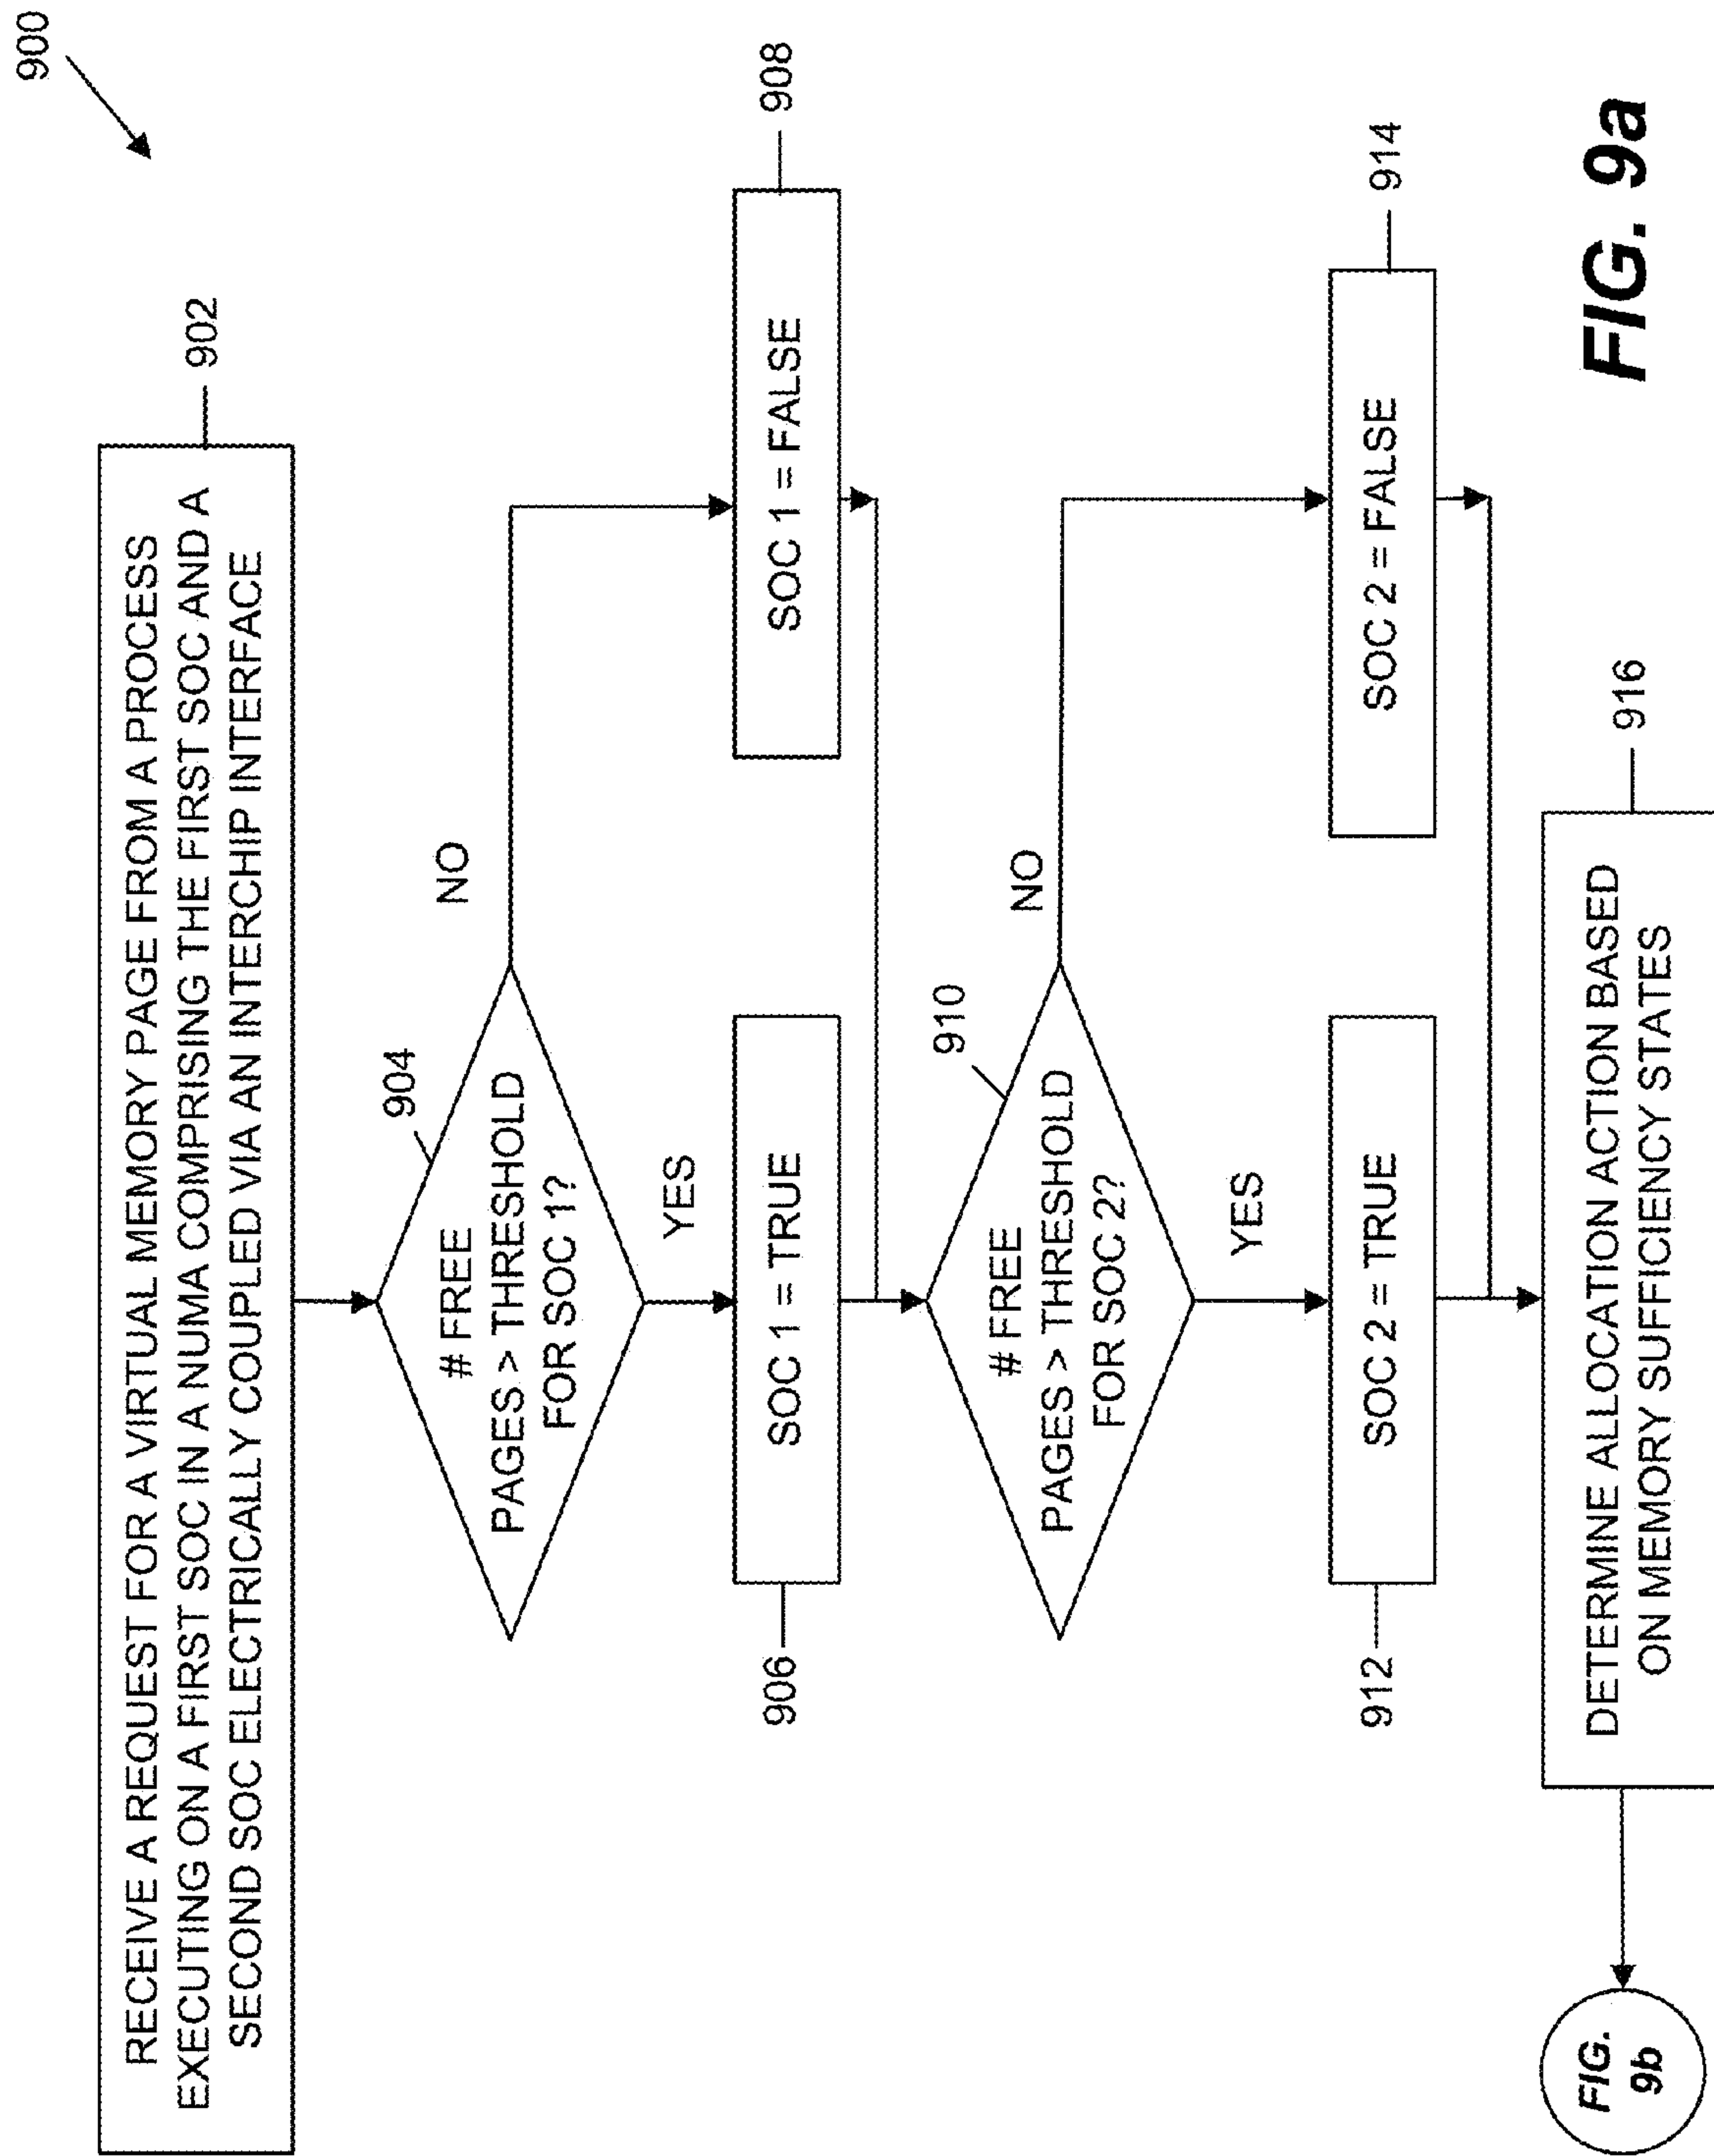 900
RECEIVE A REQUEST FOR A VIRTUAL MEMORY PAGE FROM A PROCESS
EXECUTING ON A FIRST SOC IN A NUMA COMPRISING THE FIRST SOC AND A
SECOND SOC ELECTRICALLY COUPLED VIA AN INTERCHIP INTERFACE
902
904
# FREE
PAGES > THRESHOLD
FOR SOC 1?
NO
YES
906
SOC 1 = TRUE
SOC 1 = FALSE
908
910
# FREE
PAGES > THRESHOLD
FOR SOC 2?
NO
YES
912
SOC 2 = TRUE
SOC 2 = FALSE
914
DETERMINE ALLOCATION ACTION BASED
ON MEMORY SUFFICIENCY STATES
916
FIG.
9b
FIG. 9a